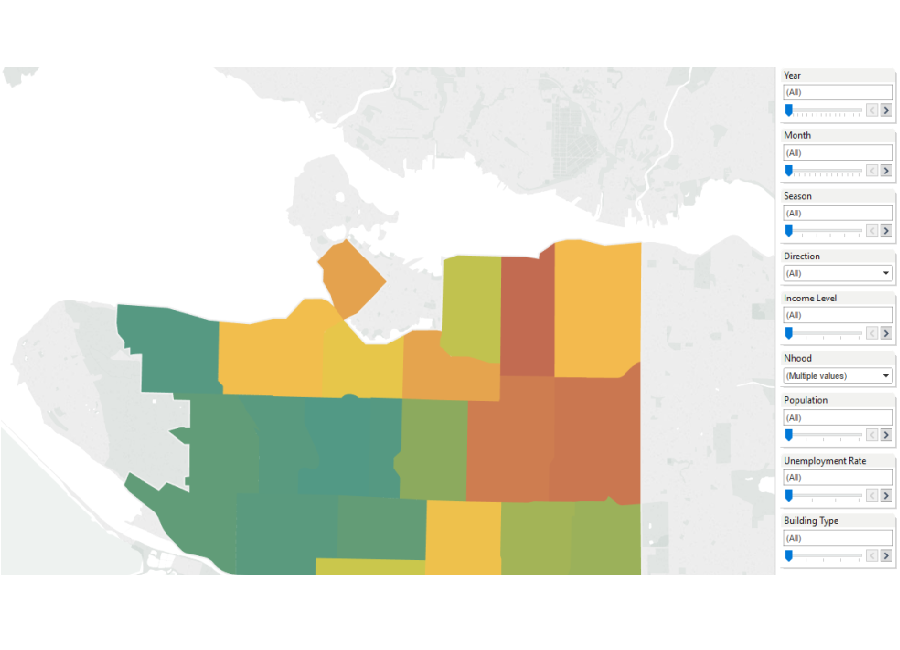 Year
(All)
Month
(All)
Season
(All)
Direction
(All)
Income Level
(All)
Nhood
(Multiple values)
Population
(All)
Unemployment Rate
(All)
Building Type
(All)